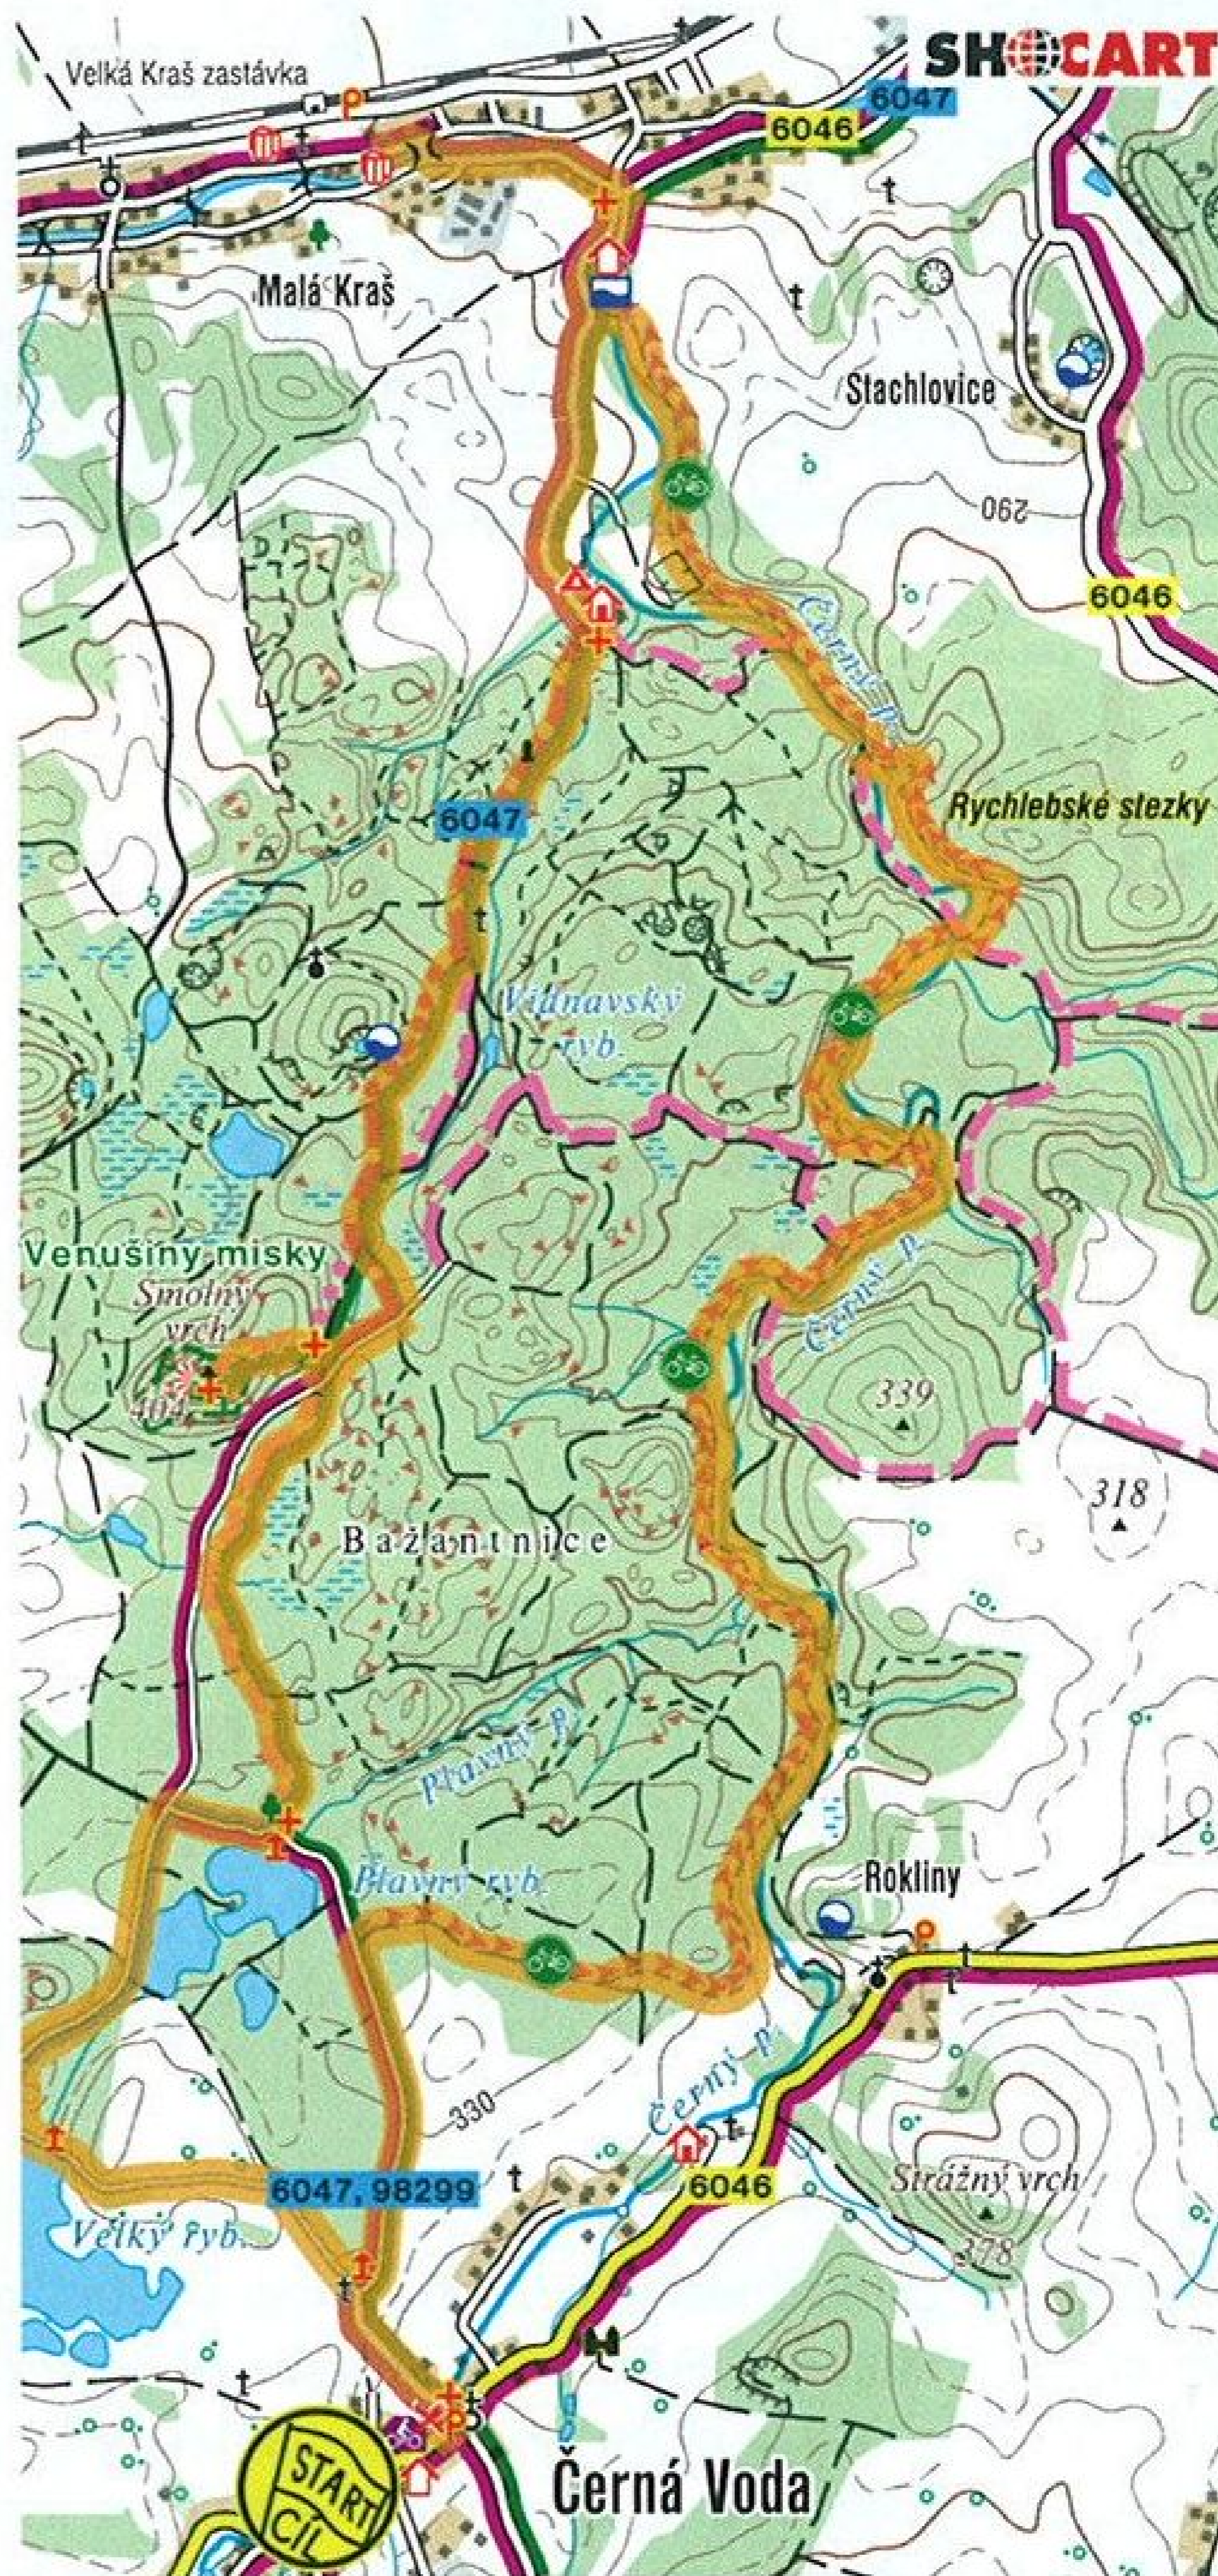 SHOCART
Velká Kraš zastávka
6047
6046
Malá Kraš
Stachlovice
290
6046
Černý p.
Rychlebské stezky
6047
Vidnavský
ryb.
Venušiny misky
Smolný
vrch
404
Černý p.
339
318
Bažantnice
Plavný p.
Rokliny
Plavný ryb.
330
Černý p.
6047, 98299
6046
Strážný vrch
378
Velký ryb.
START
CÍL
Černá Voda